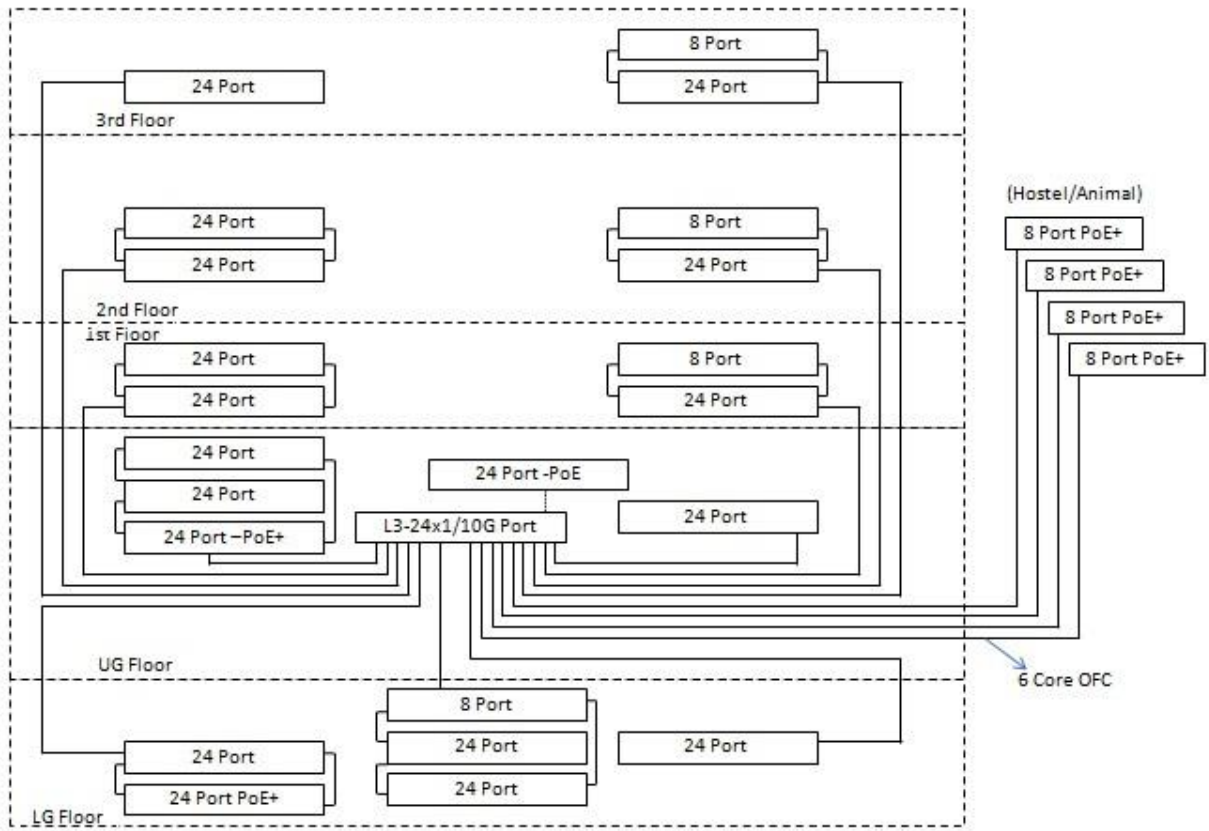 8 Port
24 Port
24 Port
3rd Floor
(Hostel/Animal)
8 Port PoE+
8 Port PoE+
8 Port PoE+
8 Port PoE+
24 Port
8 Port
24 Port
24 Port
2nd Floor
1st Floor
24 Port
8 Port
24 Port
24 Port
24 Port
24 Port -PoE
24 Port
24 Port
L3-24x1/10G Port
24 Port –PoE+
UG Floor
6 Core OFC
8 Port
24 Port
24 Port
24 Port
24 Port PoE+
24 Port
LG Floor